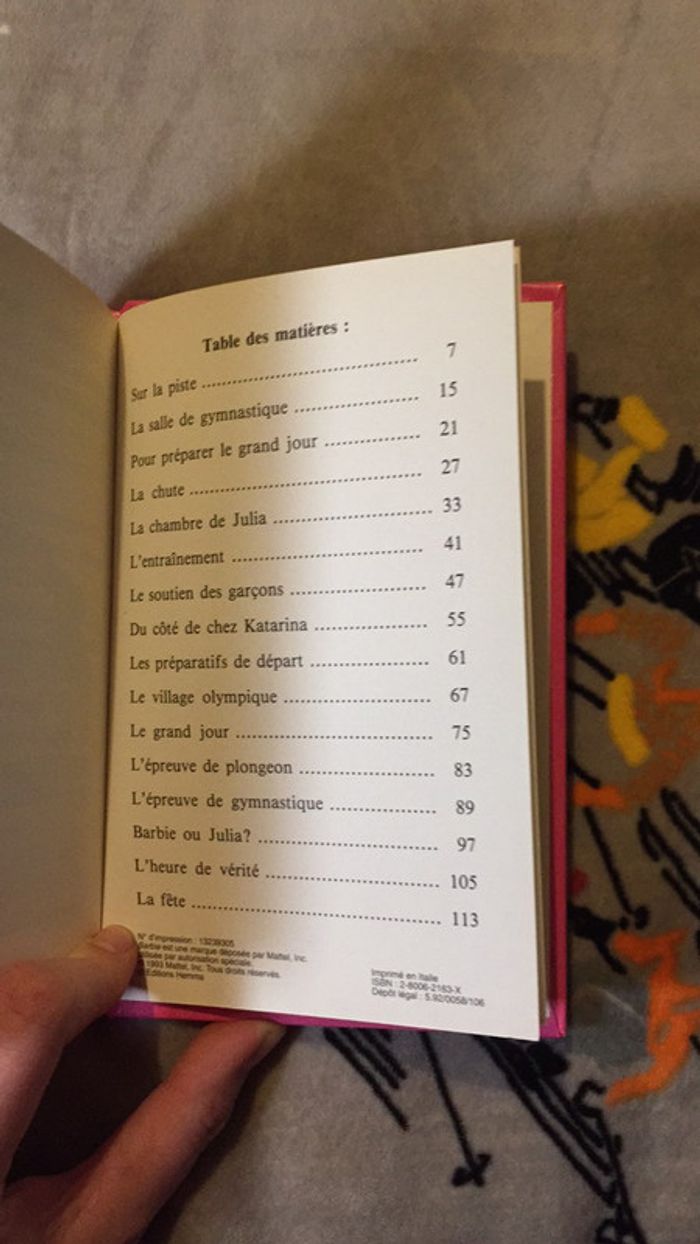 Table des matières :
Sur la piste ........................................ 7
La salle de gymnastique ........................ 15
Pour préparer le grand jour .................. 21
La chute ............................................. 27
La chambre de Julia ............................. 33
L'entraînement .................................... 41
Le soutien des garçons ......................... 47
Du côté de chez Katarina ..................... 55
Les préparatifs de départ ..................... 61
Le village olympique ............................ 67
Le grand jour ...................................... 75
L'épreuve de plongeon ......................... 83
L'épreuve de gymnastique .................... 89
Barbie ou Julia? .................................. 97
L'heure de vérité ................................. 105
La fête ............................................... 113
N° d'impression : 13239305
Barbie est une marque déposée par Mattel, Inc.
utilisée par autorisation spéciale.
1993 Mattel, Inc. Tous droits réservés.
Editions Hemma
Imprimé en Italie
ISBN : 2-8006-2163-X
Dépôt légal : 5.92/0058/106